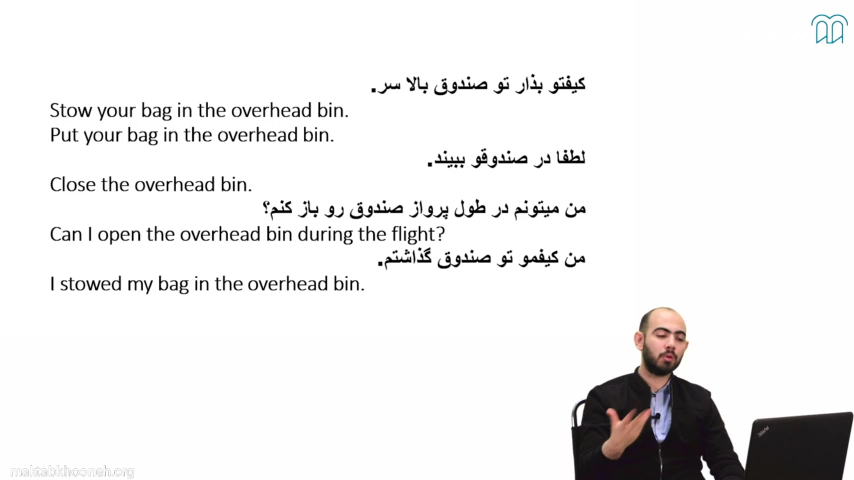 کیفتو بذار تو صندوق بالا سر.
Stow your bag in the overhead bin.
Put your bag in the overhead bin.
لطفا در صندوقو ببیند.
Close the overhead bin.
من میتونم در طول پرواز صندوق رو باز کنم؟
Can I open the overhead bin during the flight?
من کیفمو تو صندوق گذاشتم.
I stowed my bag in the overhead bin.
ThinkPad
maktabkhooneh.org